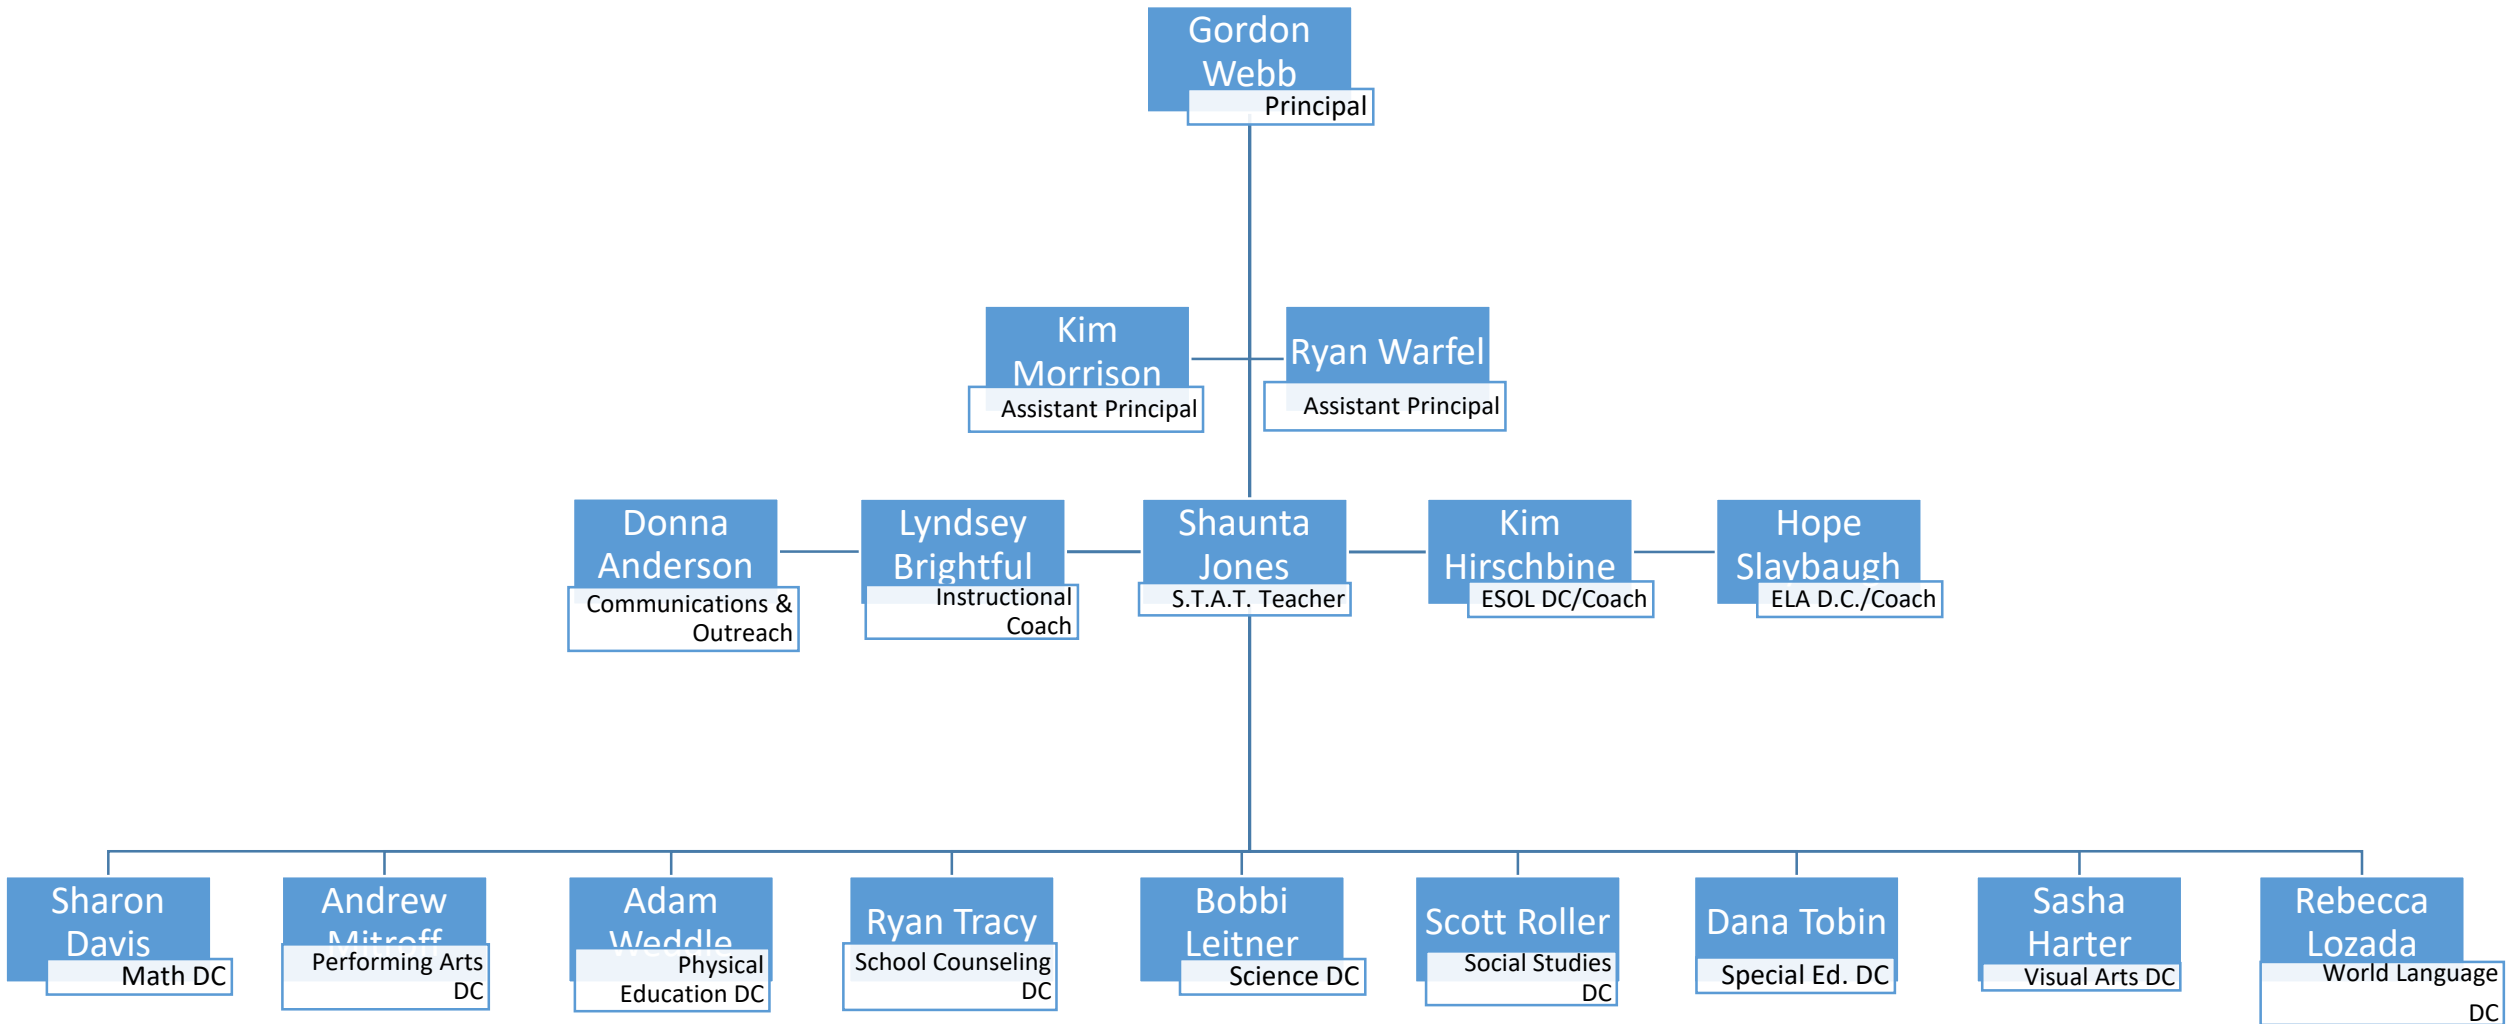 Gordon
Webb
Principal
Kim
Morrison
Assistant Principal
Ryan Warfel
Assistant Principal
Donna
Anderson
Communications &
Outreach
Lyndsey
Brightful
Instructional
Coach
Shaunta
Jones
S.T.A.T. Teacher
Kim
Hirschbine
ESOL DC/Coach
Hope
Slaybaugh
ELA D.C./Coach
Sharon
Davis
Math DC
Andrew
Mitroff
Performing Arts
DC
Adam
Weddle
Physical
Education DC
Ryan Tracy
School Counseling
DC
Bobbi
Leitner
Science DC
Scott Roller
Social Studies
DC
Dana Tobin
Special Ed. DC
Sasha
Harter
Visual Arts DC
Rebecca
Lozada
World Language
DC